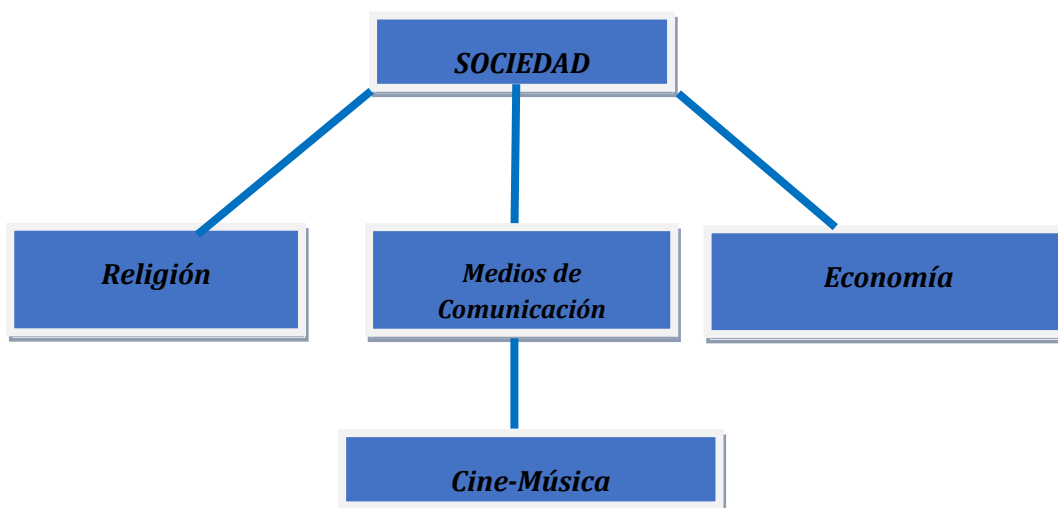 SOCIEDAD
Religión
Medios de
Comunicación
Economía
Cine-Música